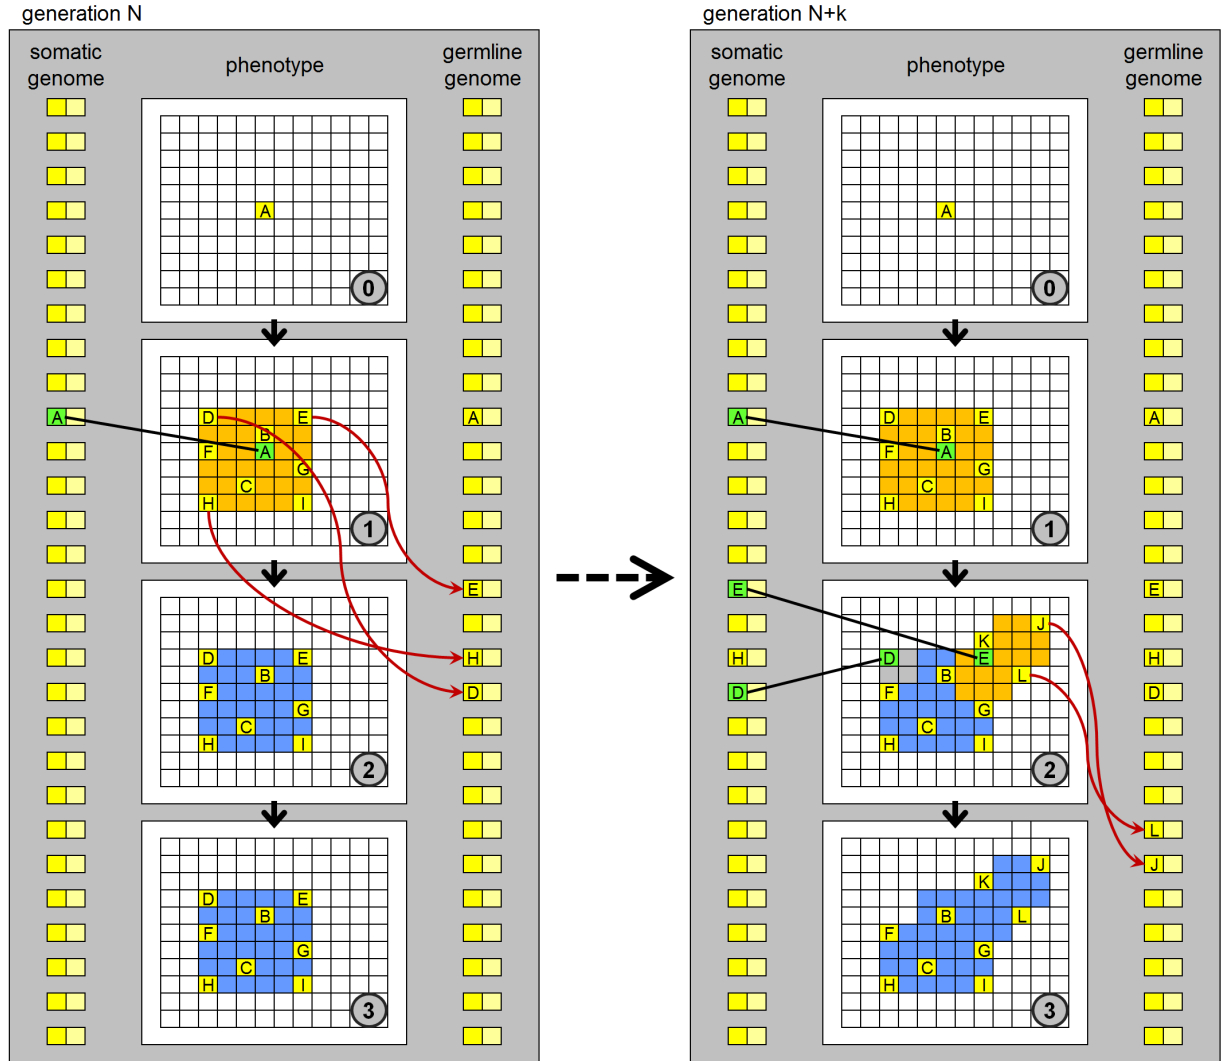 generation N
somatic
genome
phenotype
germline
genome
A
0
A
D E
B
F A
G
C
H I
1
A
E
H
D
D E
B
F
G
C
H I
2
D E
B
F
G
C
H I
3
generation N+k
somatic
genome
phenotype
germline
genome
A
0
A
D E
B
F A
G
C
H I
1
A
E
H
D
J
K
D E
B L
F
G
C
H I
2
E
H
D
L
J
J
K
B L
F
G
C
H I
3